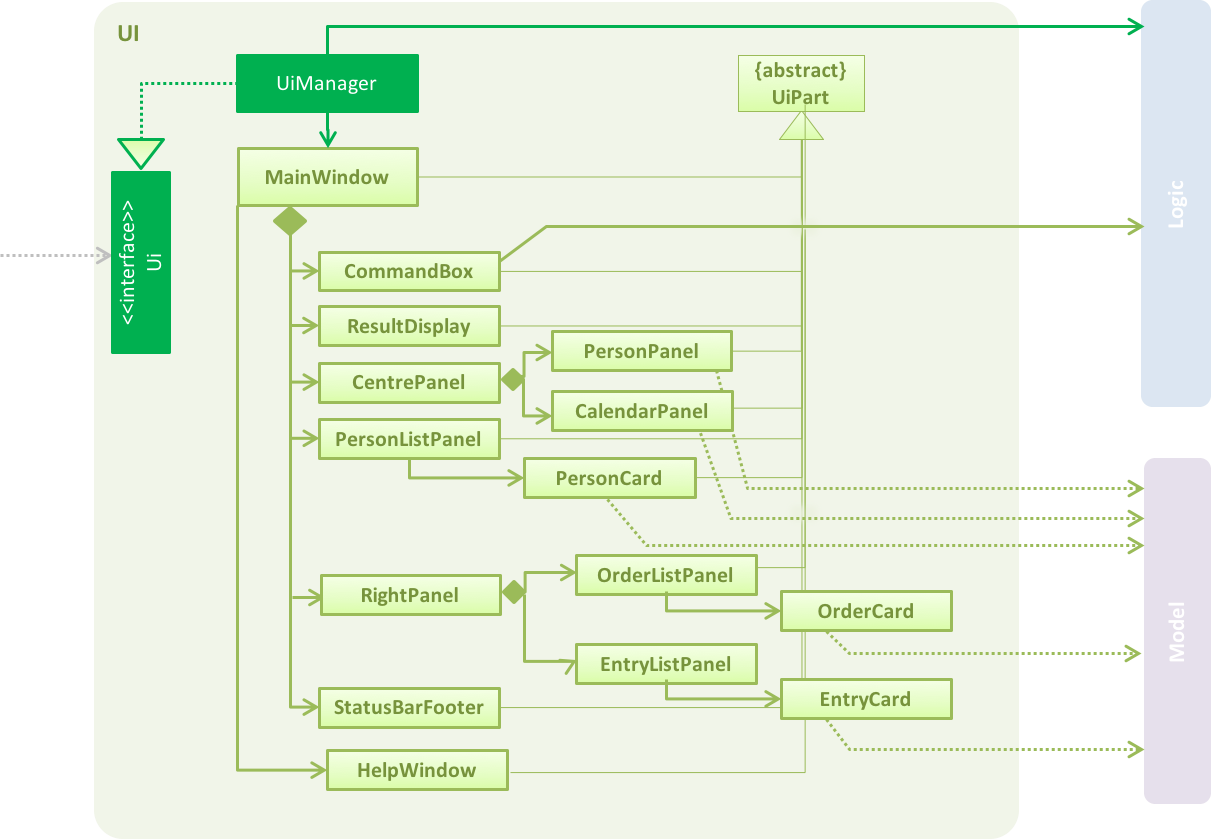 UI
UiManager
{abstract}
UiPart
MainWindow
<<interface>>
Ui
Logic
CommandBox
ResultDisplay
PersonPanel
CentrePanel
CalendarPanel
PersonListPanel
PersonCard
OrderListPanel
RightPanel
OrderCard
Model
EntryListPanel
EntryCard
StatusBarFooter
HelpWindow